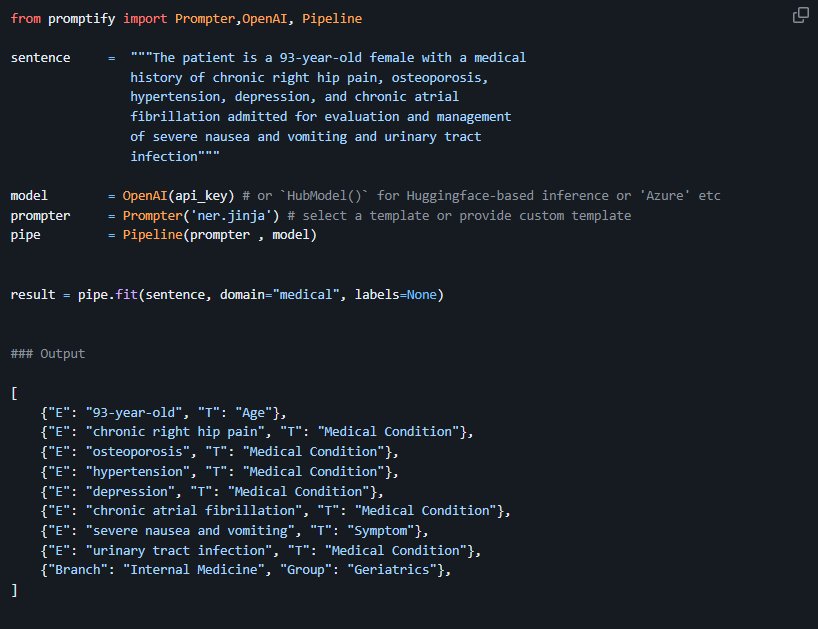 from promptify import Prompter,OpenAI, Pipeline
sentence     =  """The patient is a 93-year-old female with a medical
                history of chronic right hip pain, osteoporosis,
                hypertension, depression, and chronic atrial
                fibrillation admitted for evaluation and management
                of severe nausea and vomiting and urinary tract
                infection"""
model        = OpenAI(api_key) # or `HubModel()` for Huggingface-based inference or 'Azure' etc
prompter     = Prompter('ner.jinja') # select a template or provide custom template
pipe         = Pipeline(prompter , model)
result = pipe.fit(sentence, domain="medical", labels=None)
### Output
[
    {"E": "93-year-old", "T": "Age"},
    {"E": "chronic right hip pain", "T": "Medical Condition"},
    {"E": "osteoporosis", "T": "Medical Condition"},
    {"E": "hypertension", "T": "Medical Condition"},
    {"E": "depression", "T": "Medical Condition"},
    {"E": "chronic atrial fibrillation", "T": "Medical Condition"},
    {"E": "severe nausea and vomiting", "T": "Symptom"},
    {"E": "urinary tract infection", "T": "Medical Condition"},
    {"Branch": "Internal Medicine", "Group": "Geriatrics"},
]